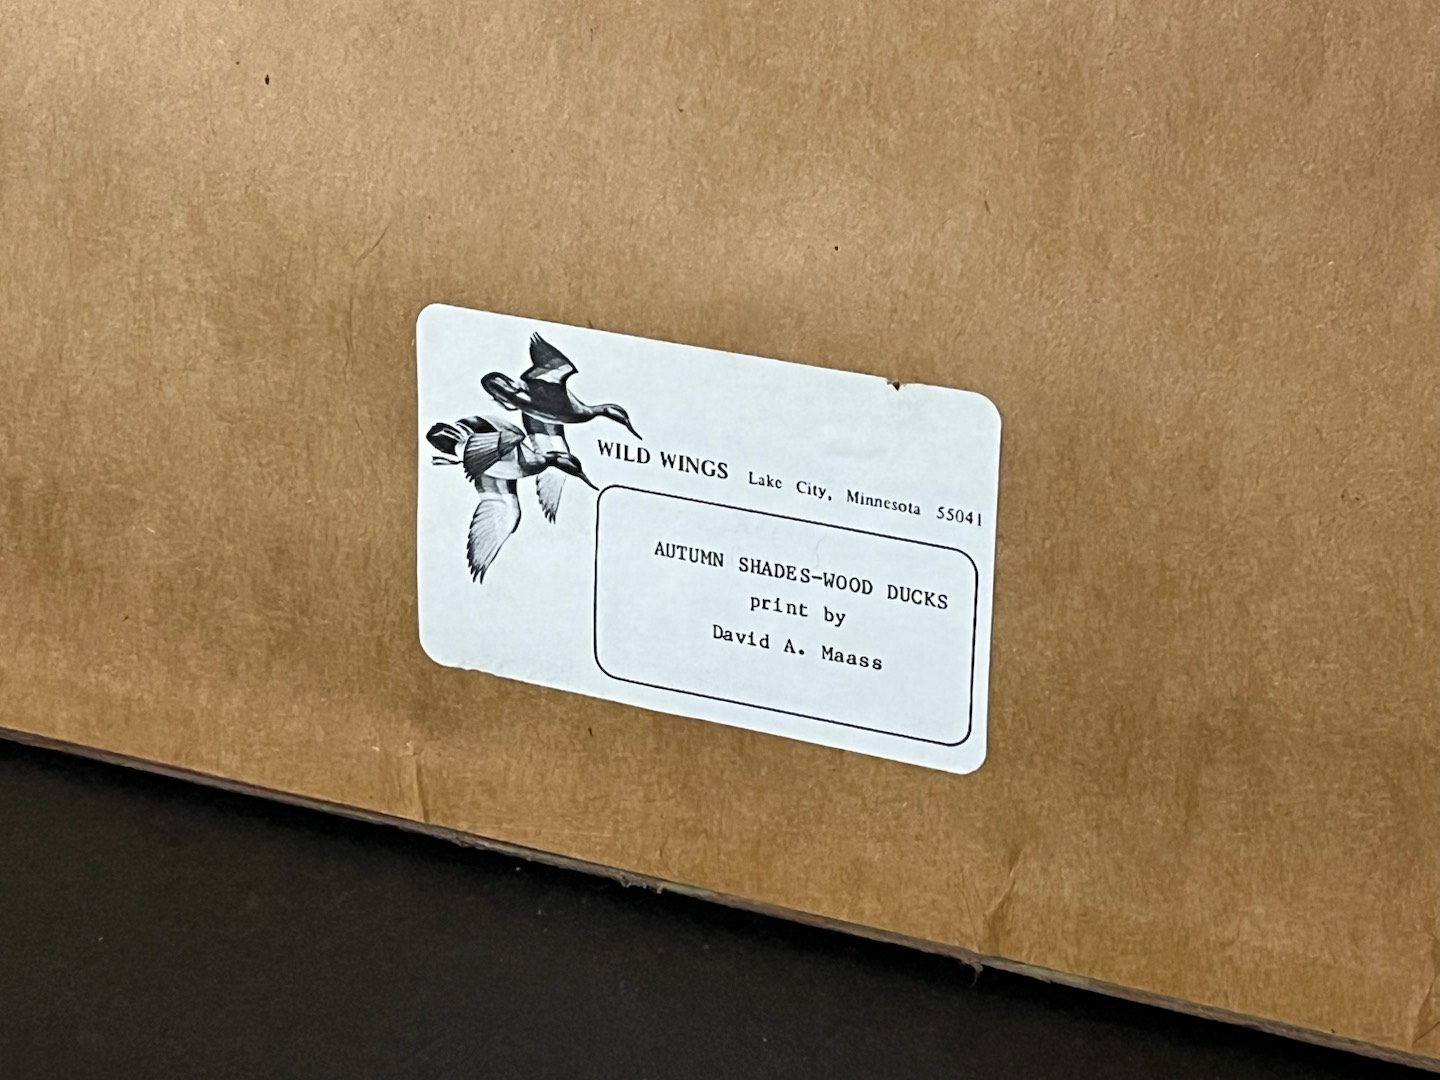 WILD WINGS Lake City, Minnesota 55041
AUTUMN SHADES-WOOD DUCKS
print by
David A. Maass